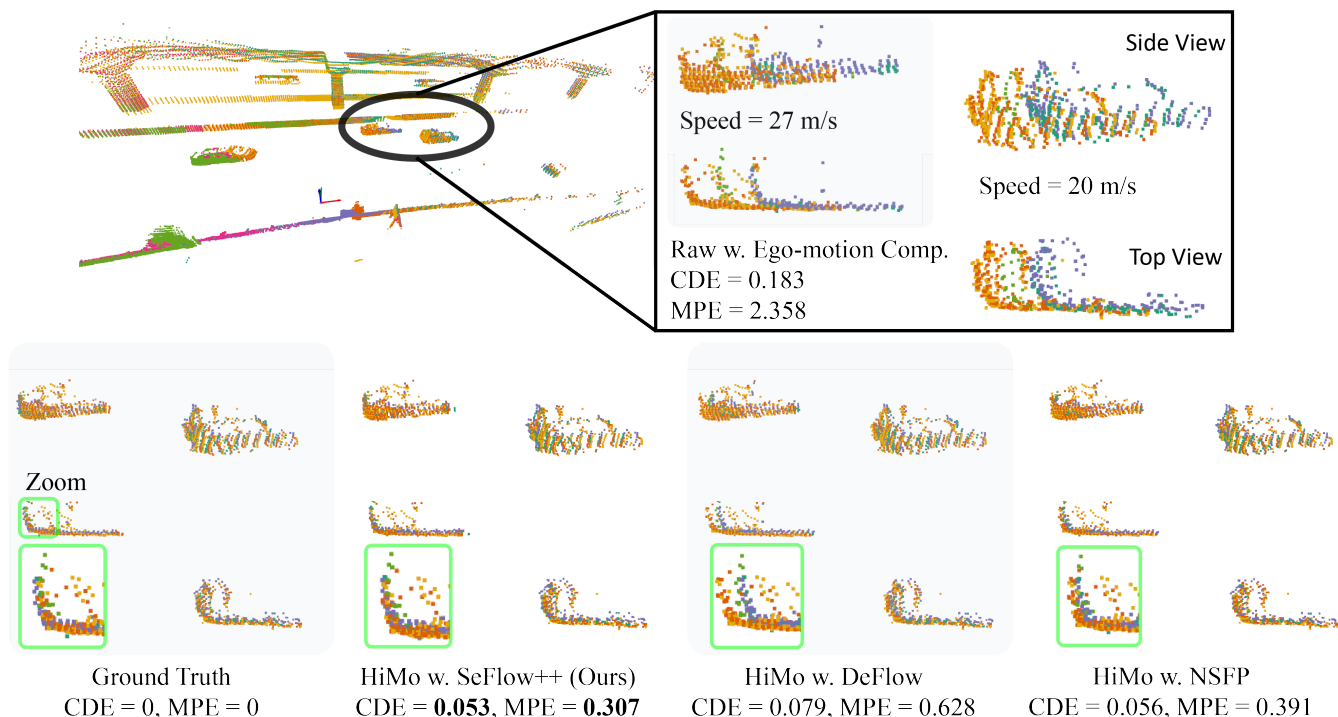 Side View
Speed = 27 m/s
Speed = 20 m/s
Raw w. Ego-motion Comp.
CDE = 0.183
MPE = 2.358
Top View
Zoom
Ground Truth
CDE = 0, MPE = 0
HiMo w. SeFlow++ (Ours)
CDE = 0.053, MPE = 0.307
HiMo w. DeFlow
CDE = 0.079, MPE = 0.628
HiMo w. NSFP
CDE = 0.056, MPE = 0.391